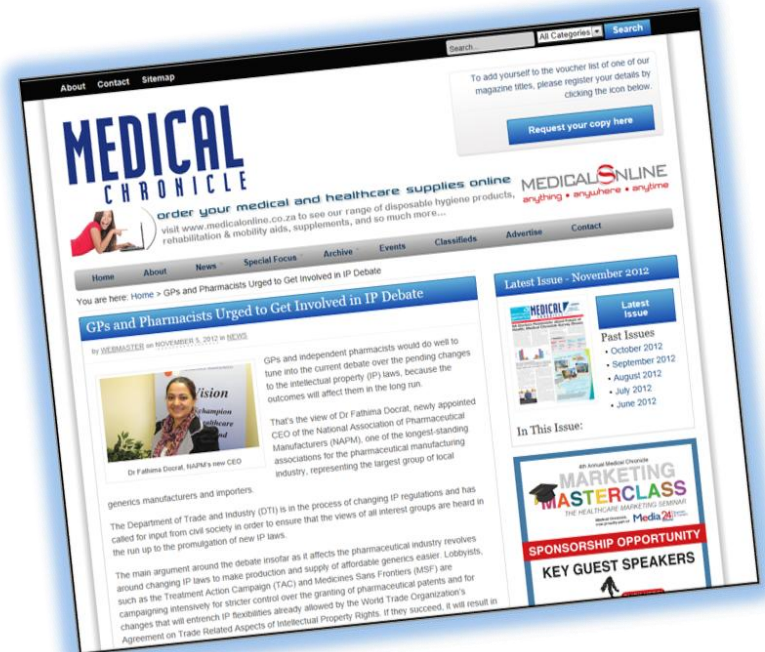 About Contact Sitemap
Search... All Categories Search
To add yourself to the voucher list of one of our
magazine titles, please register your details by
clicking the icon below.
Request your copy here
MEDICAL
CHRONICLE
order your medical and healthcare supplies online
visit www.medicalonline.co.za to see our range of disposable hygiene products,
rehabilitation & mobility aids, supplements, and so much more...
MEDICALSNLINE
anything • anywhere • anytime
Home About News Special Focus Archive Events Classifieds Advertise Contact
You are here: Home > GPs and Pharmacists Urged to Get Involved in IP Debate
GPs and Pharmacists Urged to Get Involved in IP Debate
by WEBMASTER on NOVEMBER 5, 2012 in NEWS
Vision
Dr Fathima Docrat, NAPM's new CEO
GPs and independent pharmacists would do well to
tune into the current debate over the pending changes
to the intellectual property (IP) laws, because the
outcomes will affect them in the long run.
That's the view of Dr Fathima Docrat, newly appointed
CEO of the National Association of Pharmaceutical
Manufacturers (NAPM), one of the longest-standing
associations for the pharmaceutical manufacturing
industry, representing the largest group of local
generics manufacturers and importers.
The Department of Trade and Industry (DTI) is in the process of changing IP regulations and has
called for input from civil society in order to ensure that the views of all interest groups are heard in
the run up to the promulgation of new IP laws.
The main argument around the debate insofar as it affects the pharmaceutical industry revolves
around changing IP laws to make production and supply of affordable generics easier. Lobbyists,
such as the Treatment Action Campaign (TAC) and Medicines Sans Frontiers (MSF) are
campaigning intensively for stricter control over the granting of pharmaceutical patents and for
changes that will entrench IP flexibilities already allowed by the World Trade Organization's
Agreement on Trade Related Aspects of Intellectual Property Rights. If they succeed, it will result in
Latest Issue - November 2012
MEDICAL
Latest
Issue
Past Issues
• October 2012
• September 2012
• August 2012
• July 2012
• June 2012
In This Issue:
4th Annual Medical Chronicle
MARKETING
MASTERCLASS
THE HEALTHCARE MARKETING SEMINAR
Media 24
SPONSORSHIP OPPORTUNITY
KEY GUEST SPEAKERS